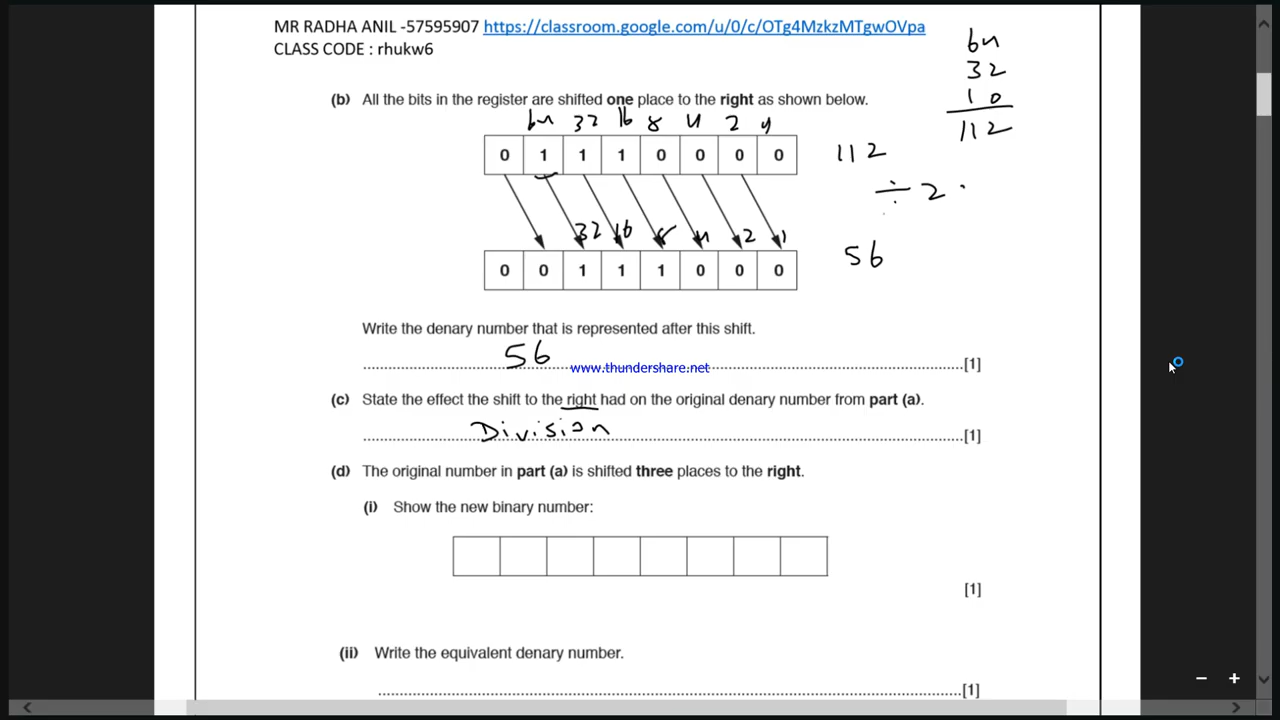 MR RADHA ANIL -57595907 https://classroom.google.com/u/0/c/OTg4MzkzMTgwOVpa
CLASS CODE : rhukw6
64
32
10
112
(b) All the bits in the register are shifted one place to the right as shown below.
64 32 16 8 4 2
0 1 1 1 0 0 0 0
112
÷ 2
32 16 8 4 2 1
0 0 1 1 1 0 0 0
56
Write the denary number that is represented after this shift.
56
www.thundershare.net
[1]
(c) State the effect the shift to the right had on the original denary number from part (a).
Division
[1]
(d) The original number in part (a) is shifted three places to the right.
(i) Show the new binary number:
[1]
(ii) Write the equivalent denary number.
[1]